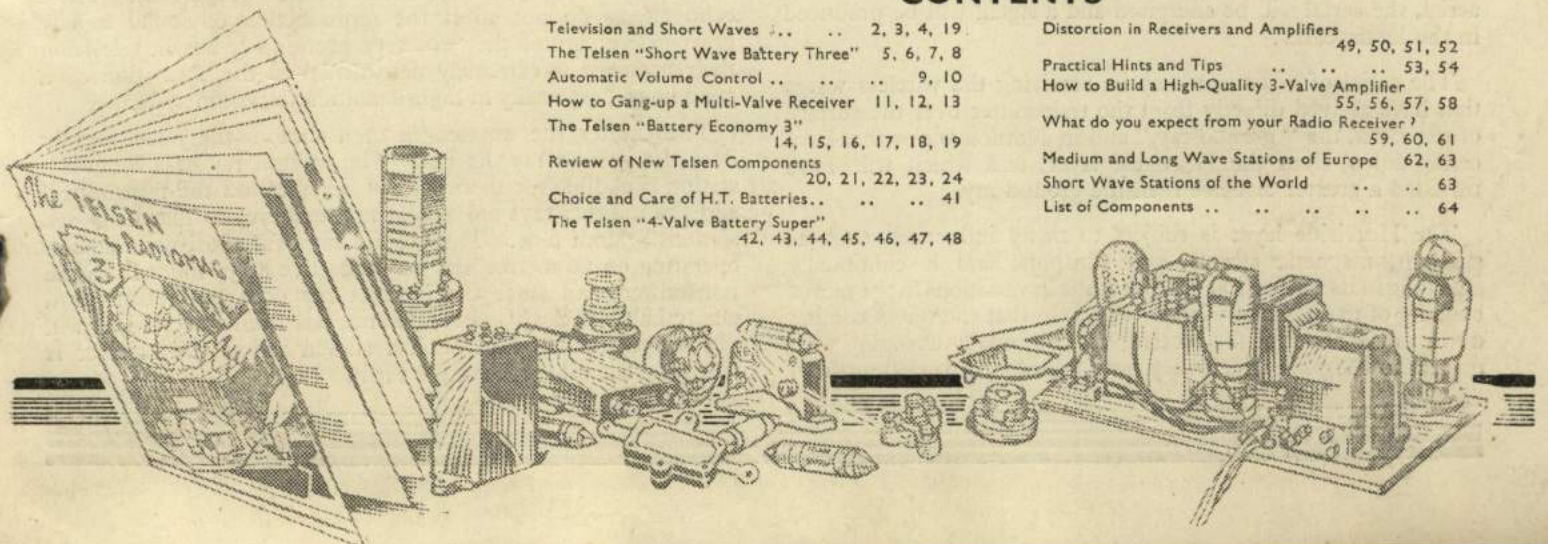 CONTENTS
Television and Short Waves .. .. 2, 3, 4, 19
The Telsen "Short Wave Battery Three" 5, 6, 7, 8
Automatic Volume Control .. .. .. 9, 10
How to Gang-up a Multi-Valve Receiver 11, 12, 13
The Telsen "Battery Economy 3"
14, 15, 16, 17, 18, 19
Review of New Telsen Components
20, 21, 22, 23, 24
Choice and Care of H.T. Batteries.. .. .. 41
The Telsen "4-Valve Battery Super"
42, 43, 44, 45, 46, 47, 48
Distortion in Receivers and Amplifiers
49, 50, 51, 52
Practical Hints and Tips .. .. .. 53, 54
How to Build a High-Quality 3-Valve Amplifier
55, 56, 57, 58
What do you expect from your Radio Receiver?
59, 60, 61
Medium and Long Wave Stations of Europe 62, 63
Short Wave Stations of the World .. .. 63
List of Components .. .. .. .. .. 64
The TELSEN
RADIOMAG
3